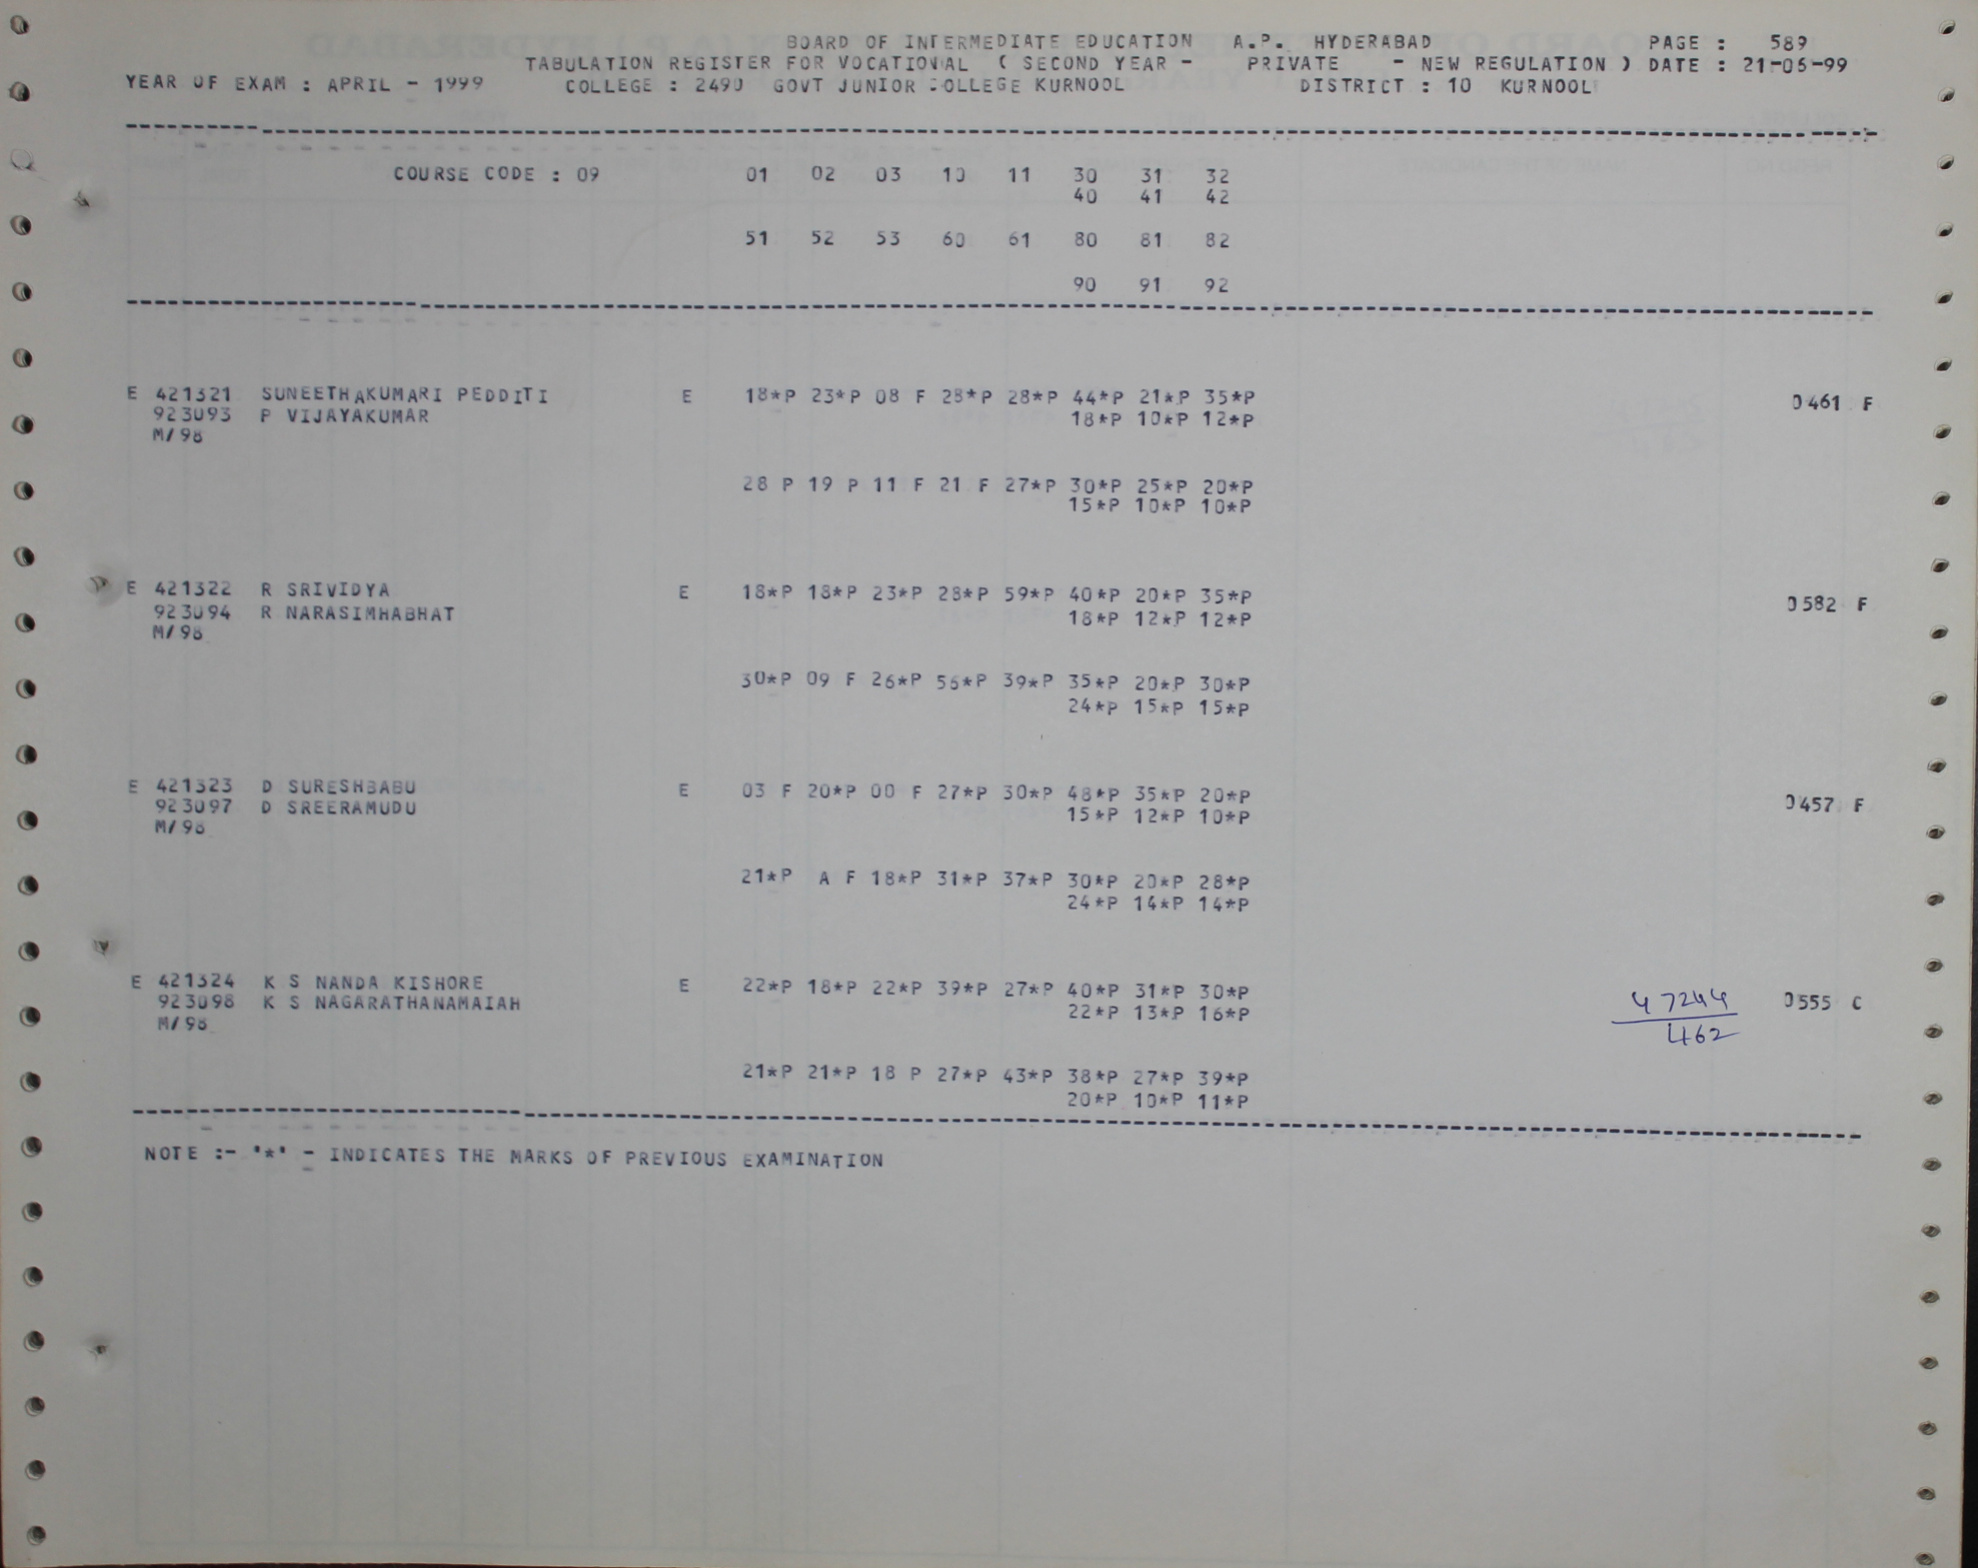 BOARD OF INTERMEDIATE EDUCATION A.P. HYDERABAD PAGE : 589
TABULATION REGISTER FOR VOCATIONAL ( SECOND YEAR - PRIVATE - NEW REGULATION ) DATE : 21-06-99
YEAR OF EXAM : APRIL - 1999 COLLEGE : 2490 GOVT JUNIOR COLLEGE KURNOOL DISTRICT : 10 KURNOOL
COURSE CODE : 09 01 02 03 10 11 30 31 32
40 41 42
51 52 53 60 61 80 81 82
90 91 92
E 421321 SUNEETHAKUMARI PEDDITI E 18*P 23*P 08 F 28*P 28*P 44*P 21*P 35*P 0461 F
923093 P VIJAYAKUMAR 18*P 10*P 12*P
M/98
28 P 19 P 11 F 21 F 27*P 30*P 25*P 20*P
15*P 10*P 10*P
E 421322 R SRIVIDYA E 18*P 18*P 23*P 28*P 59*P 40*P 20*P 35*P 0582 F
923094 R NARASIMHABHAT 18*P 12*P 12*P
M/98
30*P 09 F 26*P 56*P 39*P 35*P 20*P 30*P
24*P 15*P 15*P
E 421323 D SURESHBABU E 03 F 20*P 00 F 27*P 30*P 48*P 35*P 20*P 0457 F
923097 D SREERAMUDU 15*P 12*P 10*P
M/98
21*P A F 18*P 31*P 37*P 30*P 20*P 28*P
24*P 14*P 14*P
E 421324 K S NANDA KISHORE E 22*P 18*P 22*P 39*P 27*P 40*P 31*P 30*P 47244 0555 C
923098 K S NAGARATHANAMAIAH 22*P 13*P 16*P 462
M/98
21*P 21*P 18 P 27*P 43*P 38*P 27*P 39*P
20*P 10*P 11*P
NOTE :- '*' - INDICATES THE MARKS OF PREVIOUS EXAMINATION